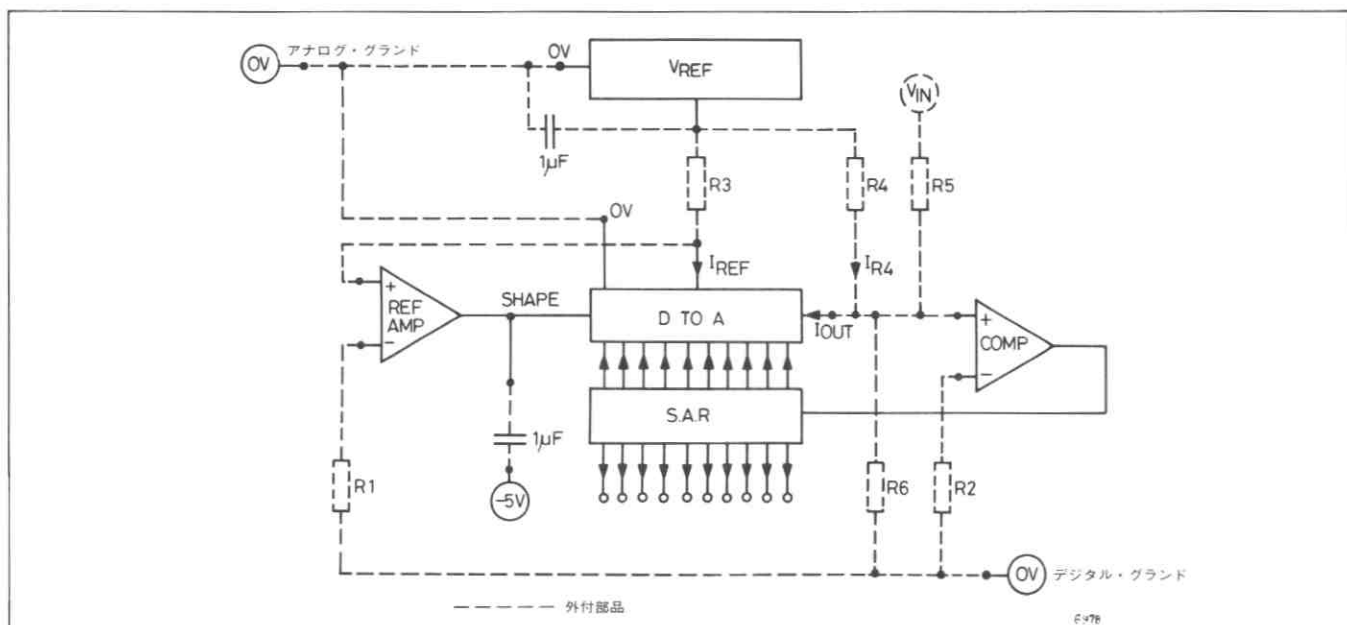 0V
アナログ・グランド
0V
VREF
VIN
1μF
R3
R4
R5
0V
IREF
IR4
+
REF
AMP
−
SHAPE
D TO A
IOUT
+
COMP
−
1μF
S.A.R
R1
R6
R2
-5V
0V
デジタル・グランド
外付部品
6978